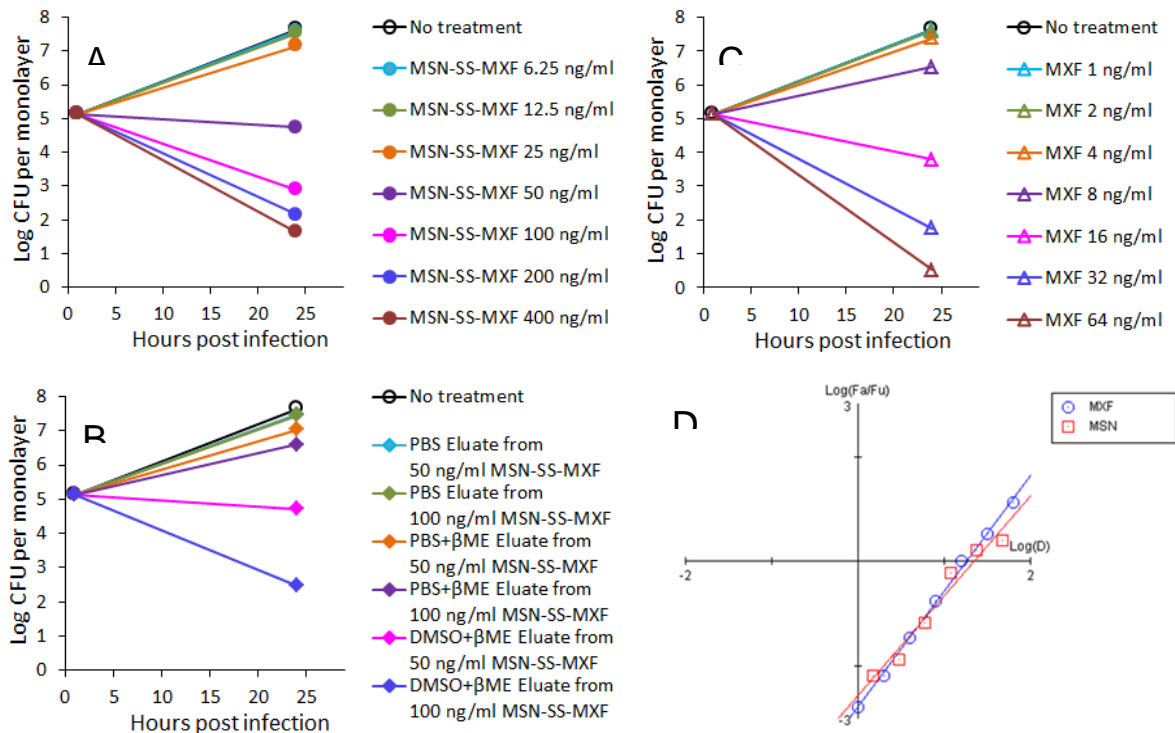 A
Log CFU per monolayer
8
7
6
5
4
3
2
1
0
0 5 10 15 20 25
Hours post infection
No treatment
MSN-SS-MXF 6.25 ng/ml
MSN-SS-MXF 12.5 ng/ml
MSN-SS-MXF 25 ng/ml
MSN-SS-MXF 50 ng/ml
MSN-SS-MXF 100 ng/ml
MSN-SS-MXF 200 ng/ml
MSN-SS-MXF 400 ng/ml
C
Log CFU per monolayer
8
7
6
5
4
3
2
1
0
0 5 10 15 20 25
Hours post infection
No treatment
MXF 1 ng/ml
MXF 2 ng/ml
MXF 4 ng/ml
MXF 8 ng/ml
MXF 16 ng/ml
MXF 32 ng/ml
MXF 64 ng/ml
B
Log CFU per monolayer
8
7
6
5
4
3
2
1
0
0 5 10 15 20 25
Hours post infection
No treatment
PBS Eluate from
50 ng/ml MSN-SS-MXF
PBS Eluate from
100 ng/ml MSN-SS-MXF
PBS+βME Eluate from
50 ng/ml MSN-SS-MXF
PBS+βME Eluate from
100 ng/ml MSN-SS-MXF
DMSO+βME Eluate from
50 ng/ml MSN-SS-MXF
DMSO+βME Eluate from
100 ng/ml MSN-SS-MXF
D
Log(Fa/Fu)
3
MXF
MSN
Log(D)
-2 2
-3